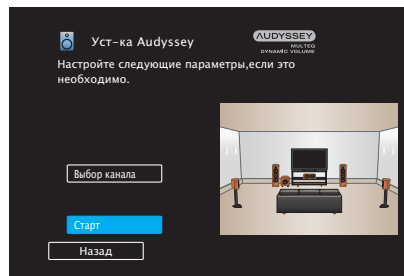 Уст-ка Audyssey
AUDYSSEY
MULTEQ
DYNAMIC VOLUME
Настройте следующие параметры,если это
необходимо.
Выбор канала
Старт
Назад